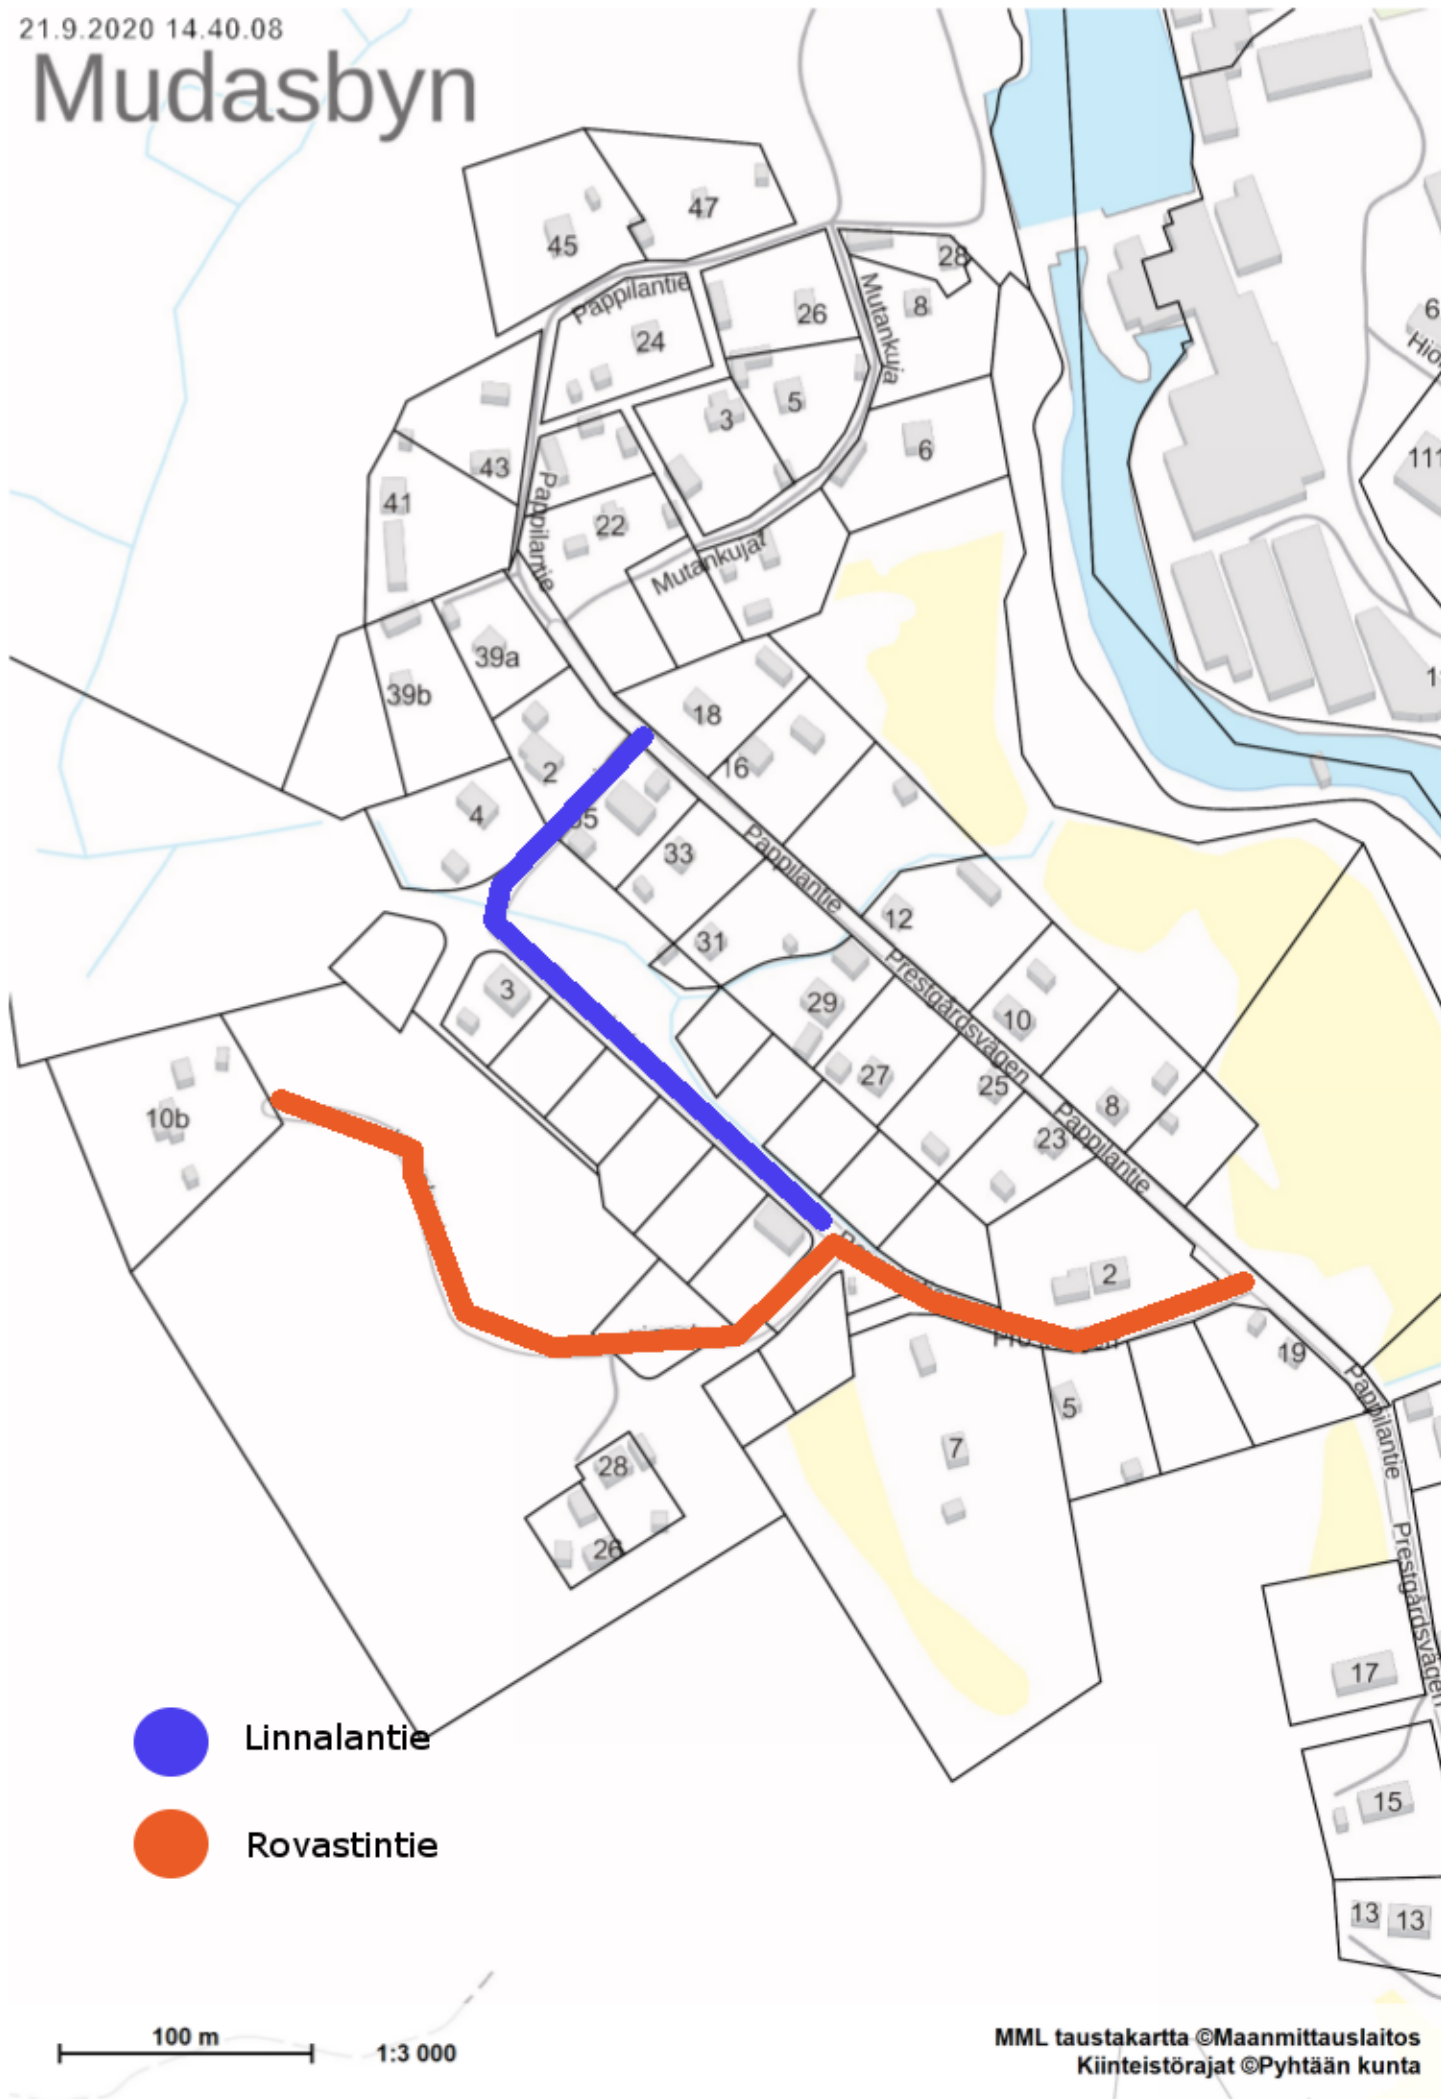 21.9.2020 14.40.08
Mudasbyn
47
45
28
Pappilantie
Mutankuja
26
8
24
6
5
3
6
43
111
41
Pappilantie
22
Mutankuja
39a
39b
18
2
16
4
33
Pappilantie
12
31
Prestgårdsvägen
3
29
10
27
25
8
10b
23
Pappilantie
2
19
Pappilantie
5
7
28
26
Prestgårdsvägen
17
Linnalantie
15
Rovastintie
13
13
100 m
1:3 000
MML taustakartta ©Maanmittauslaitos
Kiinteistörajat ©Pyhtään kunta